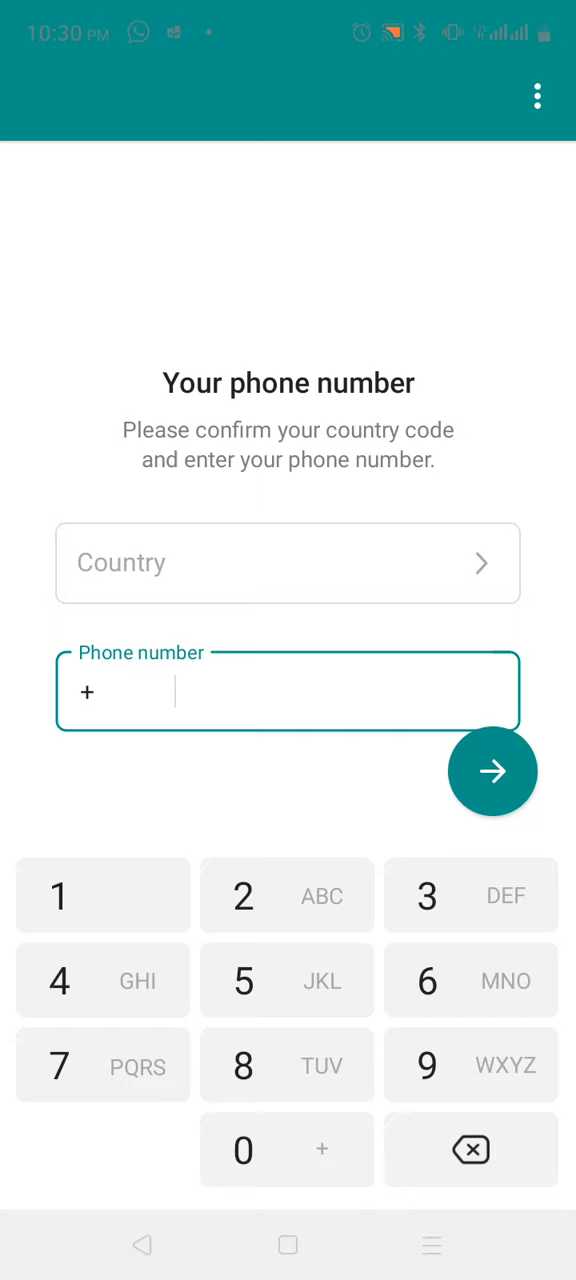 10:30 PM
Your phone number
Please confirm your country code
and enter your phone number.
Country
Phone number
+
1
2 ABC
3 DEF
4 GHI
5 JKL
6 MNO
7 PQRS
8 TUV
9 WXYZ
0 +